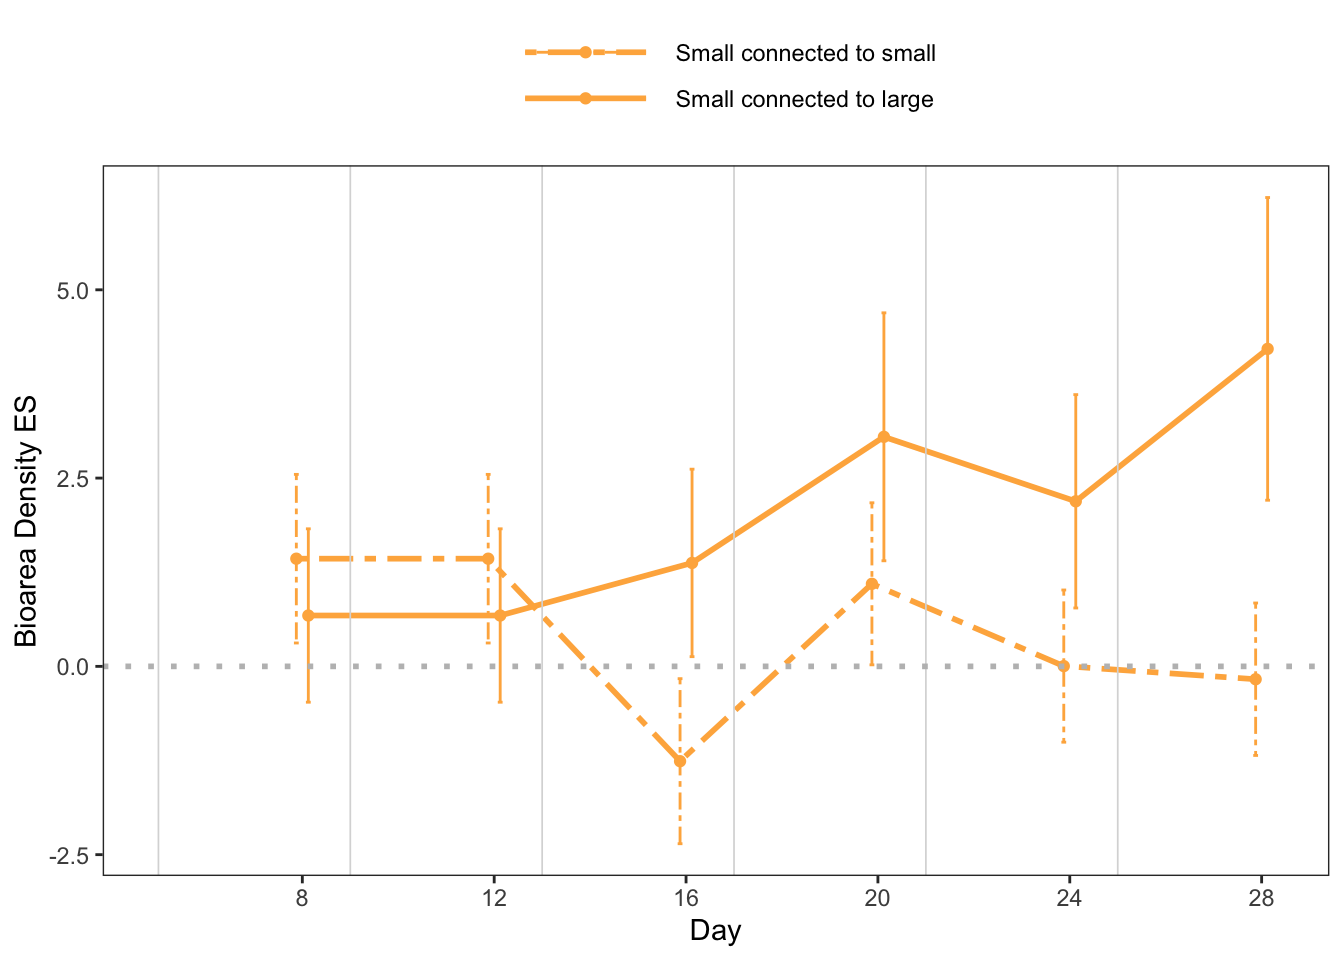 Small connected to small
Small connected to large
Bioarea Density ES
5.0
2.5
0.0
-2.5
8 12 16 20 24 28
Day